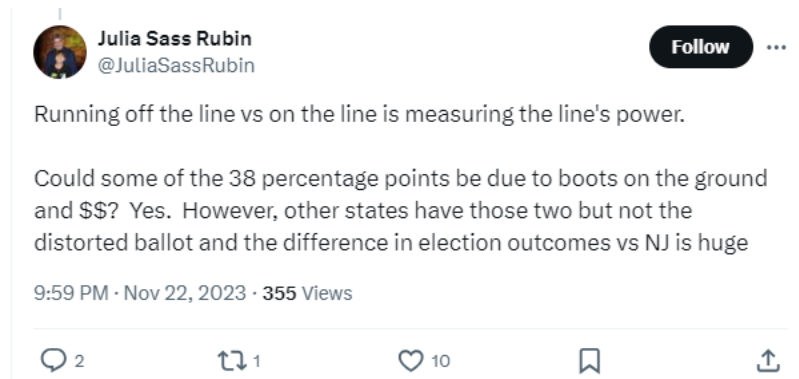 Julia Sass Rubin
@JuliaSassRubin
Follow
Running off the line vs on the line is measuring the line's power.
Could some of the 38 percentage points be due to boots on the ground
and $$? Yes. However, other states have those two but not the
distorted ballot and the difference in election outcomes vs NJ is huge
9:59 PM · Nov 22, 2023 · 355 Views
2 1 10